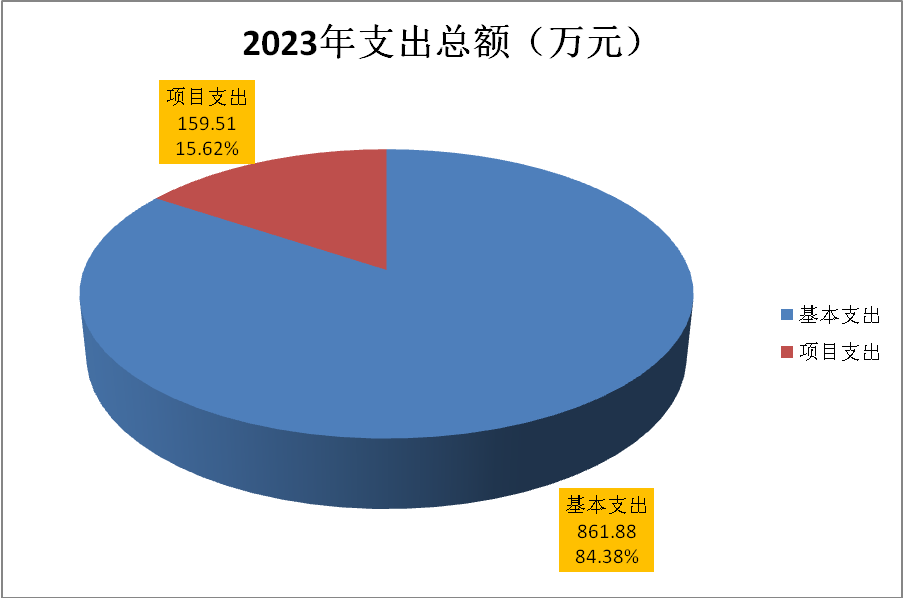 2023年支出总额（万元）
项目支出
159.51
15.62%
基本支出
项目支出
基本支出
861.88
84.38%